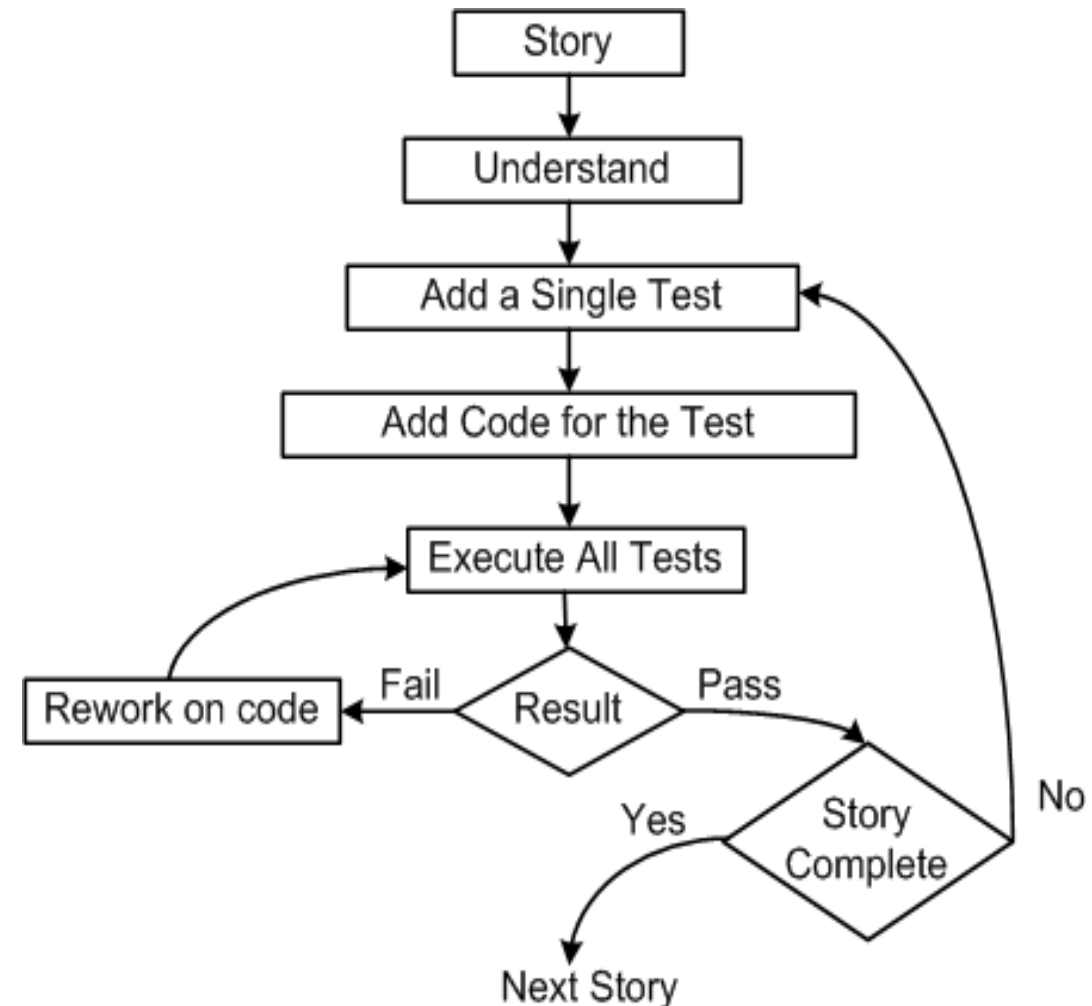 Story
Understand
Add a Single Test
Add Code for the Test
Execute All Tests
Fail
Pass
Rework on code
Result
Yes
No
Story
Complete
Next Story